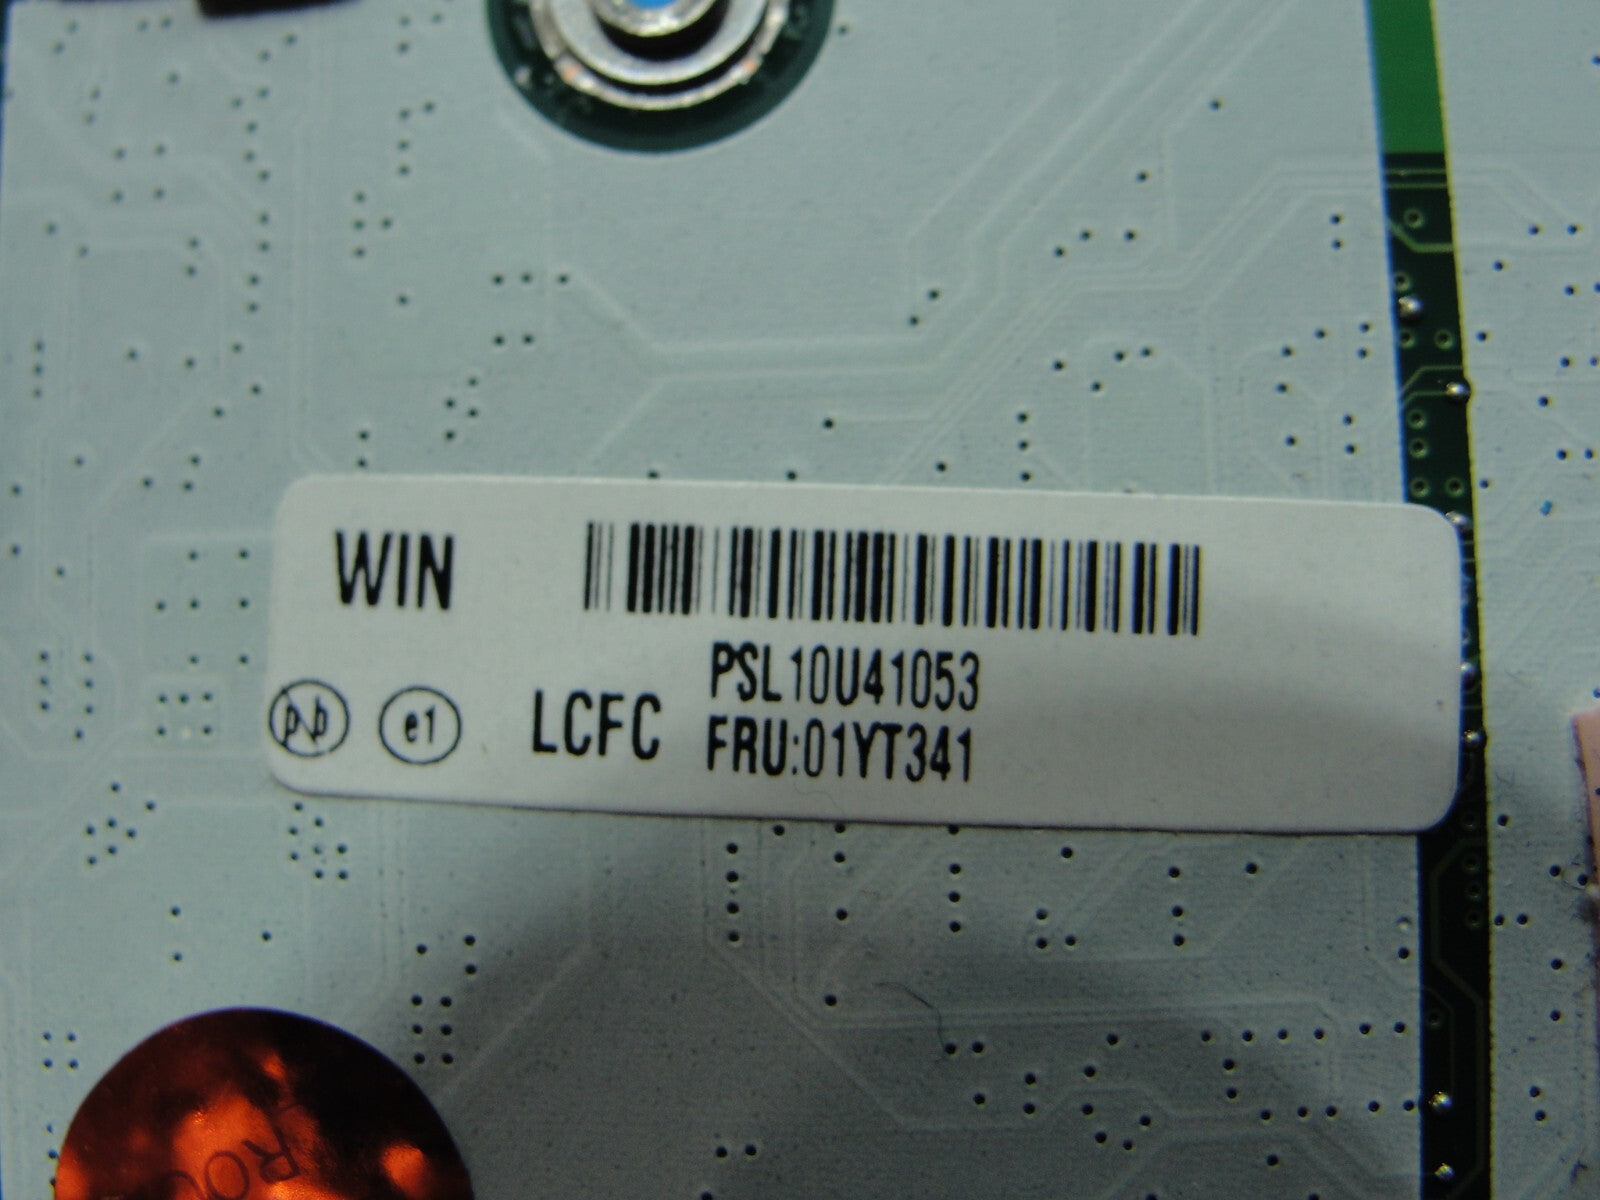 WIN
PSL10U41053
Pb e1 LCFC FRU:01YT341